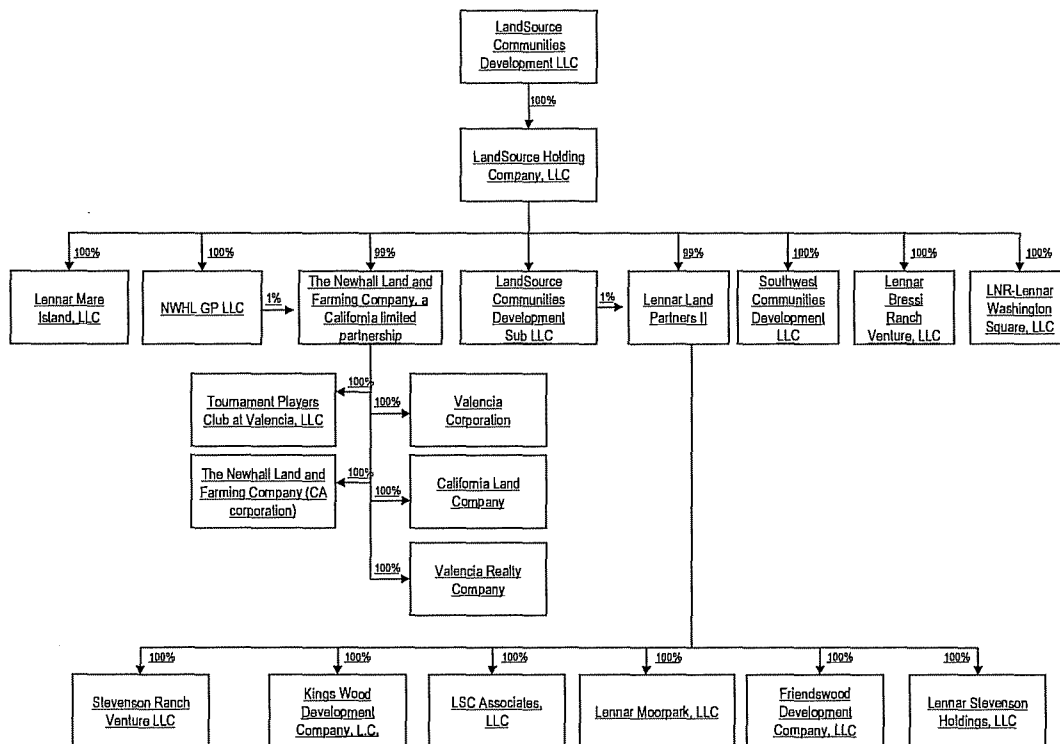 LandSource
Communities
Development LLC
100%
LandSource Holding
Company, LLC
100%
100%
99%
99%
100%
100%
100%
Lennar Mare
Island, LLC
NWHL GP LLC
1%
The Newhall Land and
Farming Company, a
California limited
partnership
LandSource
Communities
Development
Sub LLC
1%
Lennar Land
Partners II
Southwest
Communities
Development
LLC
Lennar
Bressi
Ranch
Venture, LLC
LNR-Lennar
Washington
Square, LLC
100%
Tournament Players
Club at Valencia, LLC
100%
Valencia
Corporation
100%
The Newhall Land and
Farming Company (CA
corporation)
100%
California Land
Company
100%
Valencia Realty
Company
100%
100%
100%
100%
100%
100%
Stevenson Ranch
Venture LLC
Kings Wood
Development
Company, L.C.
LSC Associates,
LLC
Lennar Moorpark, LLC
Friendswood
Development
Company, LLC
Lennar Stevenson
Holdings, LLC